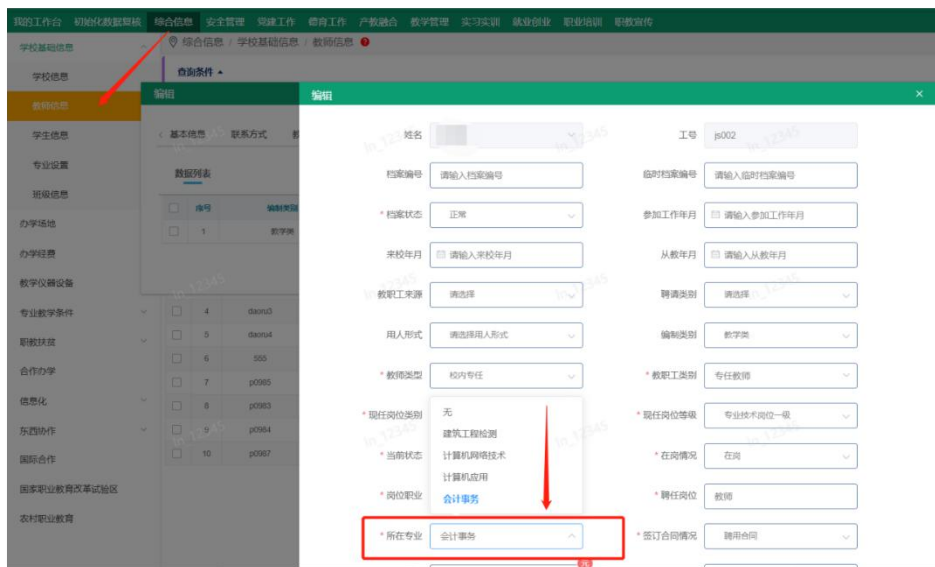 我的工作台 初始化数据复核 综合信息 安全管理 党建工作 德育工作 产教融合 教学管理 实习实训 就业创业 职业培训 职教宣传
学校基础信息
综合信息 / 学校基础信息 / 教师信息
学校信息
查询条件
教师信息
编辑
编辑
×
学生信息
基本信息 联系方式
姓名
工号 js002
专业设置
数据列表
档案编号 请输入档案编号
临时档案编号 请输入临时档案编号
班级信息
序号 编制类别
* 档案状态 正常
参加工作年月 请输入参加工作年月
办学场地
1 教学类
办学经费
来校年月 请输入来校年月
从教年月 请输入从教年月
教学仪器设备
In_12345
教职工来源 请选择
聘请类别 请选择
专业教学条件
4 daoru3
职教扶贫
5 daoru4
用人形式 请选择用人形式
编制类别 教学类
合作办学
6 555
* 教师类型 校内专任
* 教职工类别 专任教师
7 p0985
信息化
8 p0983
* 现任岗位类别
无
* 现任岗位等级 专业技术岗位一级
东西协作
9 p0984
建筑工程检测
国际合作
10 p0987
* 当前状态
计算机网络技术
* 在岗情况 在岗
计算机应用
国家职业教育改革试验区
* 岗位职业
会计事务
* 聘任岗位 教师
农村职业教育
* 所在专业 会计事务
* 签订合同情况 聘用合同